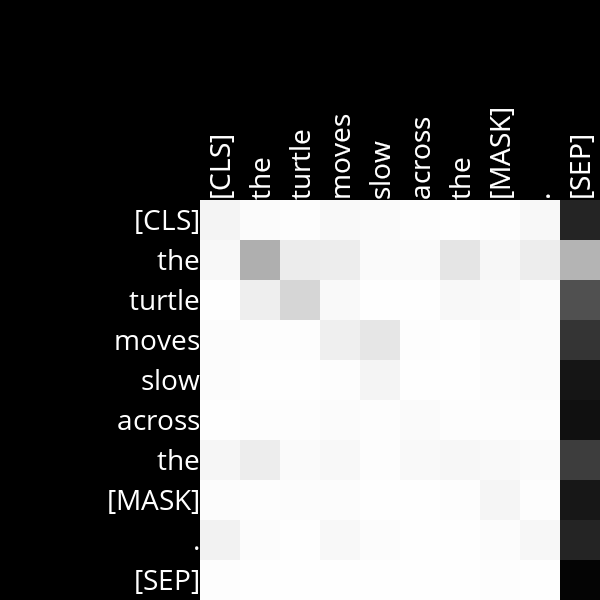 [CLS]
the
turtle
moves
slow
across
the
[MASK]
.
[SEP]
[CLS]
the
turtle
moves
slow
across
the
[MASK]
.
[SEP]